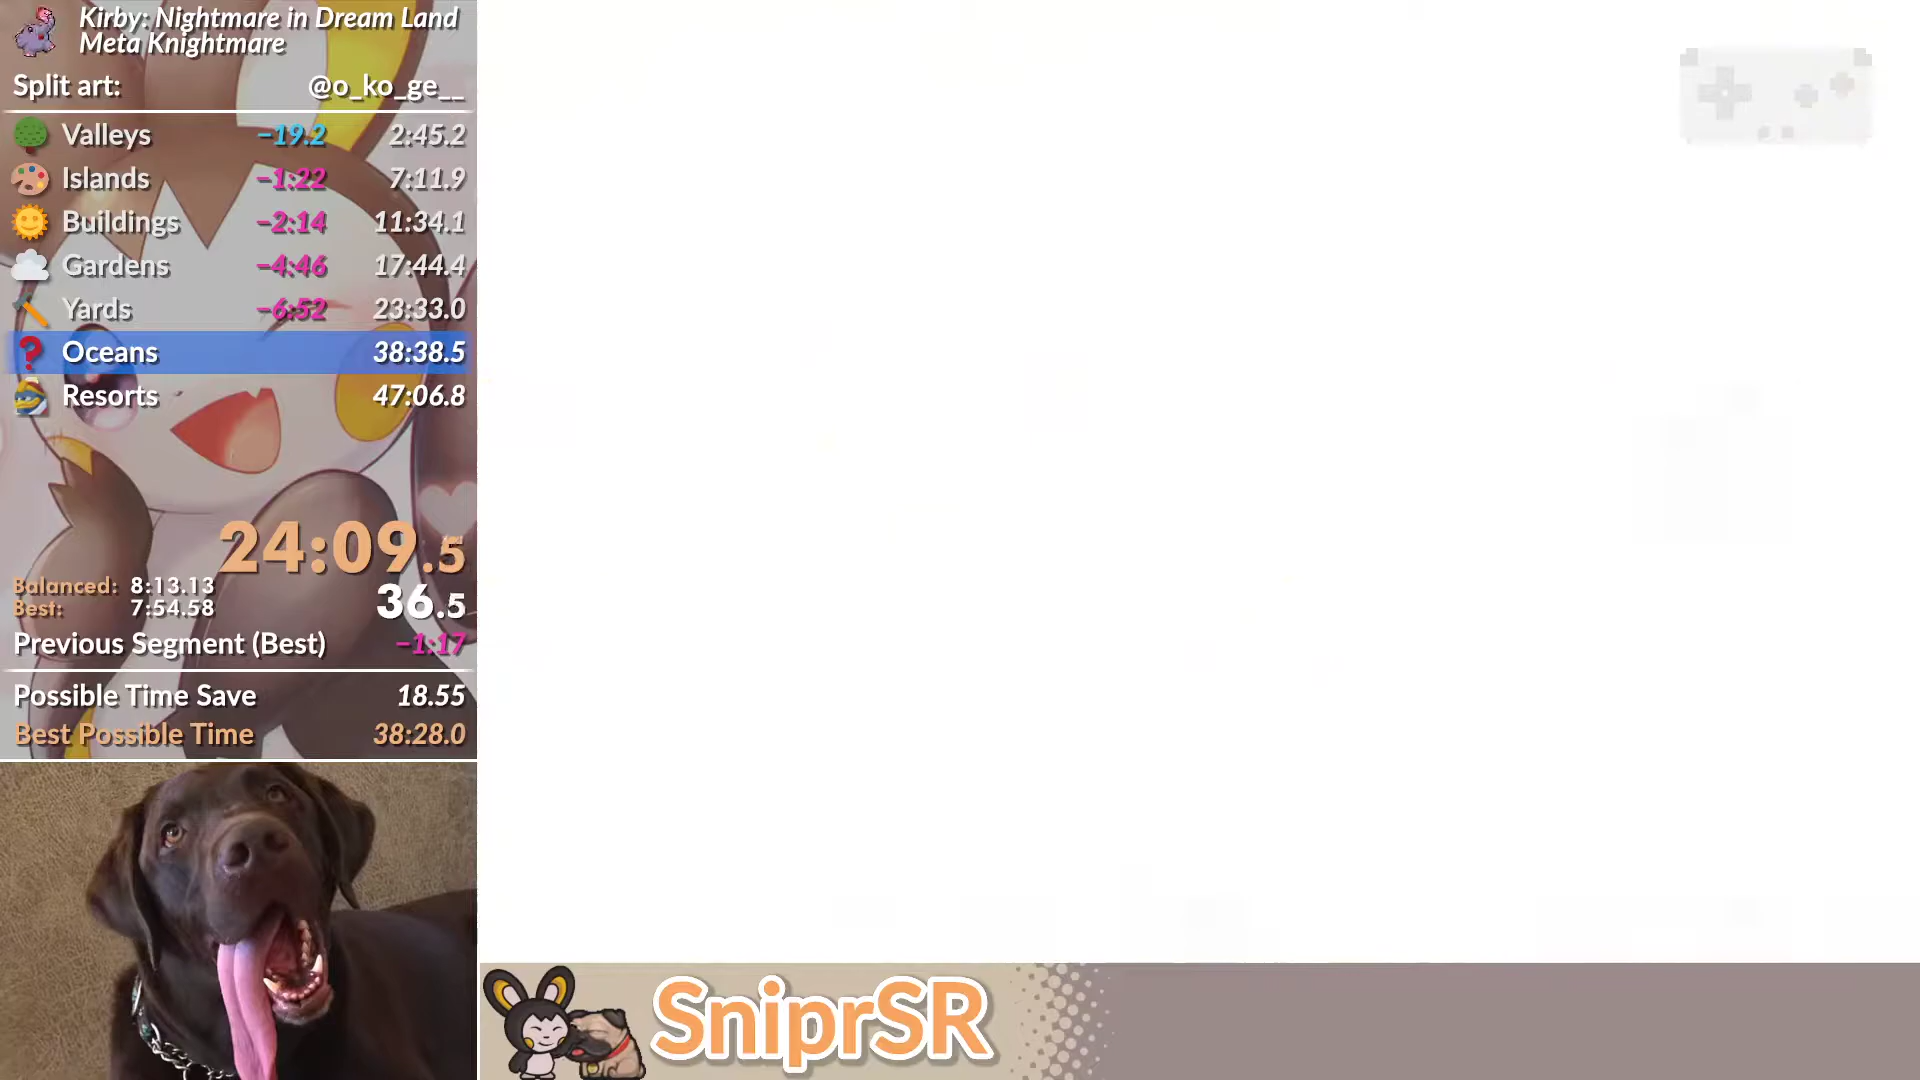 Kirby: Nightmare in Dream Land
Meta Knightmare
Split art: @o_ko_ge__
Valleys −19.2 2:45.2
Islands −1:22 7:11.9
Buildings −2:14 11:34.1
Gardens −4:46 17:44.4
Yards −6:52 23:33.0
Oceans 38:38.5
Resorts 47:06.8
24:09.5
Balanced: 8:13.13
Best: 7:54.58
36.5
Previous Segment (Best) −1:17
Possible Time Save 18.55
Best Possible Time 38:28.0
SniprSR